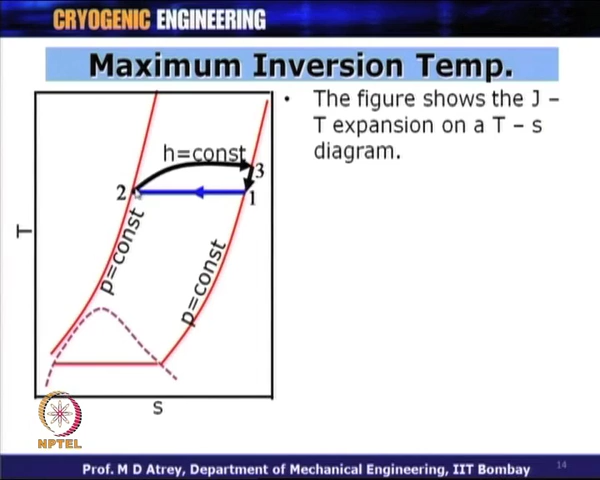 CRYOGENIC ENGINEERING
Maximum Inversion Temp.
• The figure shows the J –
T expansion on a T – s
diagram.
h=const
3
2
1
p=const
p=const
T
s
NPTEL
Prof. M D Atrey, Department of Mechanical Engineering, IIT Bombay
14